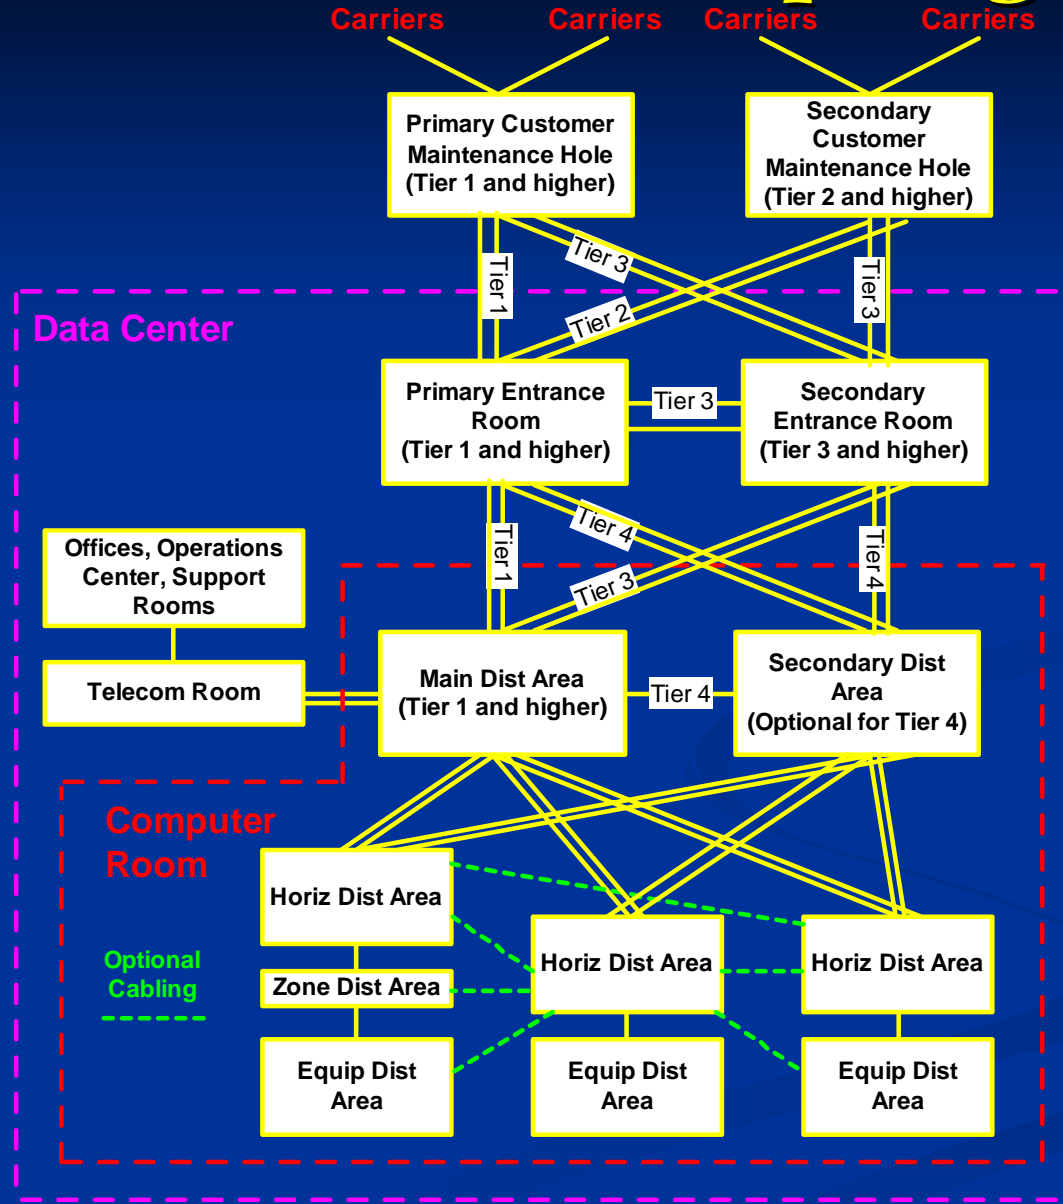 Carriers
Carriers
Carriers
Carriers
Primary Customer
Maintenance Hole
(Tier 1 and higher)
Secondary
Customer
Maintenance Hole
(Tier 2 and higher)
Tier 1
Tier 3
Tier 2
Tier 3
Data Center
Primary Entrance
Room
(Tier 1 and higher)
Tier 3
Secondary
Entrance Room
(Tier 3 and higher)
Tier 1
Tier 4
Tier 3
Tier 4
Offices, Operations
Center, Support
Rooms
Telecom Room
Main Dist Area
(Tier 1 and higher)
Tier 4
Secondary Dist
Area
(Optional for Tier 4)
Computer
Room
Horiz Dist Area
Horiz Dist Area
Horiz Dist Area
Optional
Cabling
Zone Dist Area
Equip Dist
Area
Equip Dist
Area
Equip Dist
Area